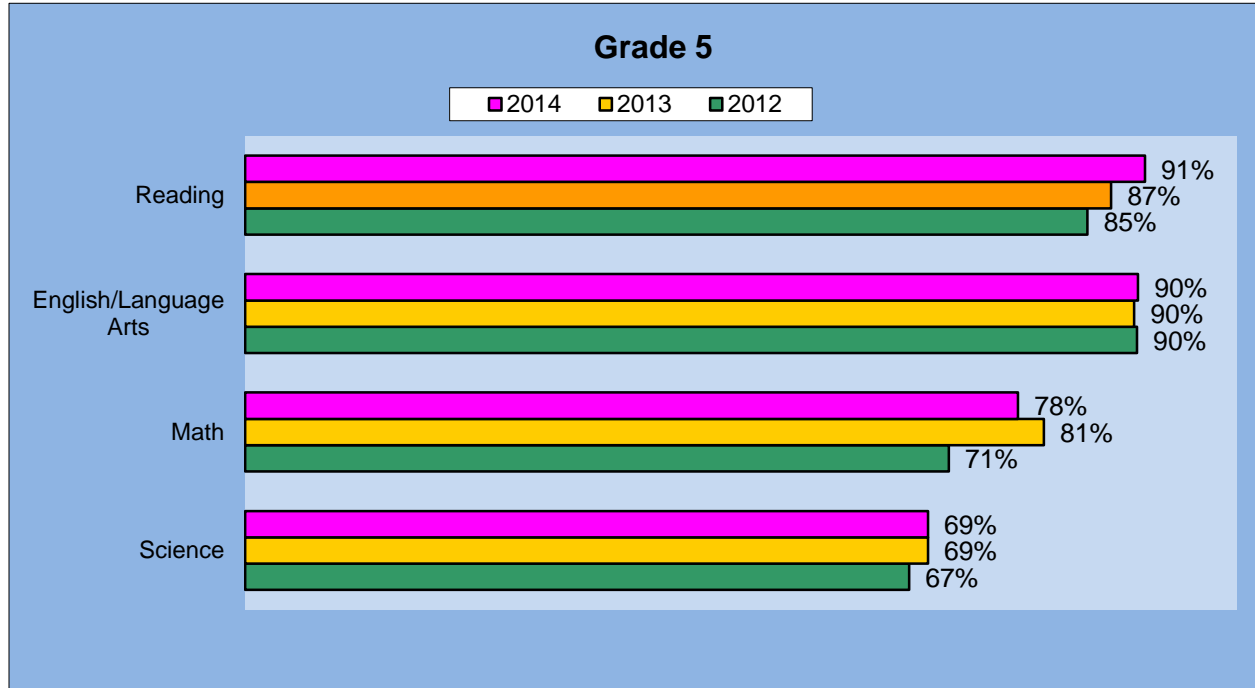 Grade 5
2014 2013 2012
Reading
91%
87%
85%
English/Language
Arts
90%
90%
90%
Math
78%
81%
71%
Science
69%
69%
67%